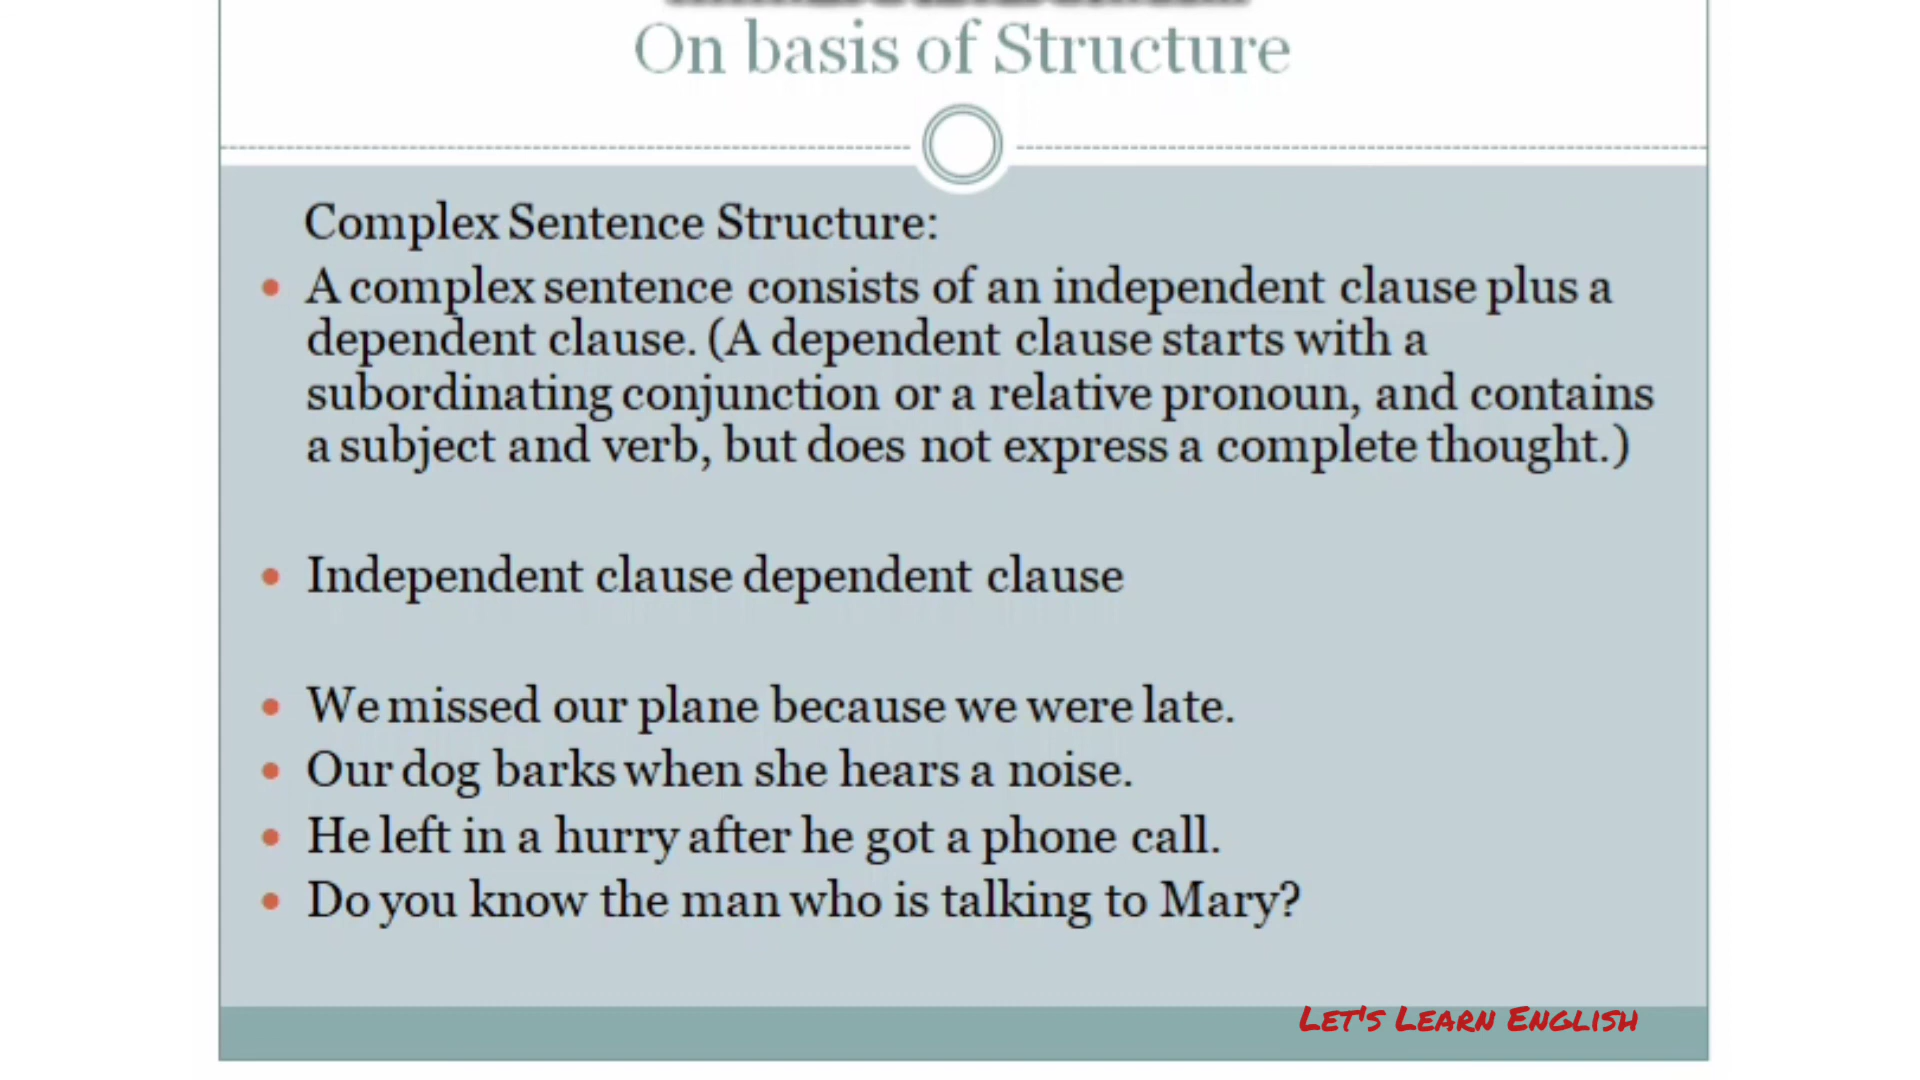 On basis of Structure
Complex Sentence Structure:
• A complex sentence consists of an independent clause plus a
dependent clause. (A dependent clause starts with a
subordinating conjunction or a relative pronoun, and contains
a subject and verb, but does not express a complete thought.)
• Independent clause dependent clause
• We missed our plane because we were late.
• Our dog barks when she hears a noise.
• He left in a hurry after he got a phone call.
• Do you know the man who is talking to Mary?
Let's Learn English